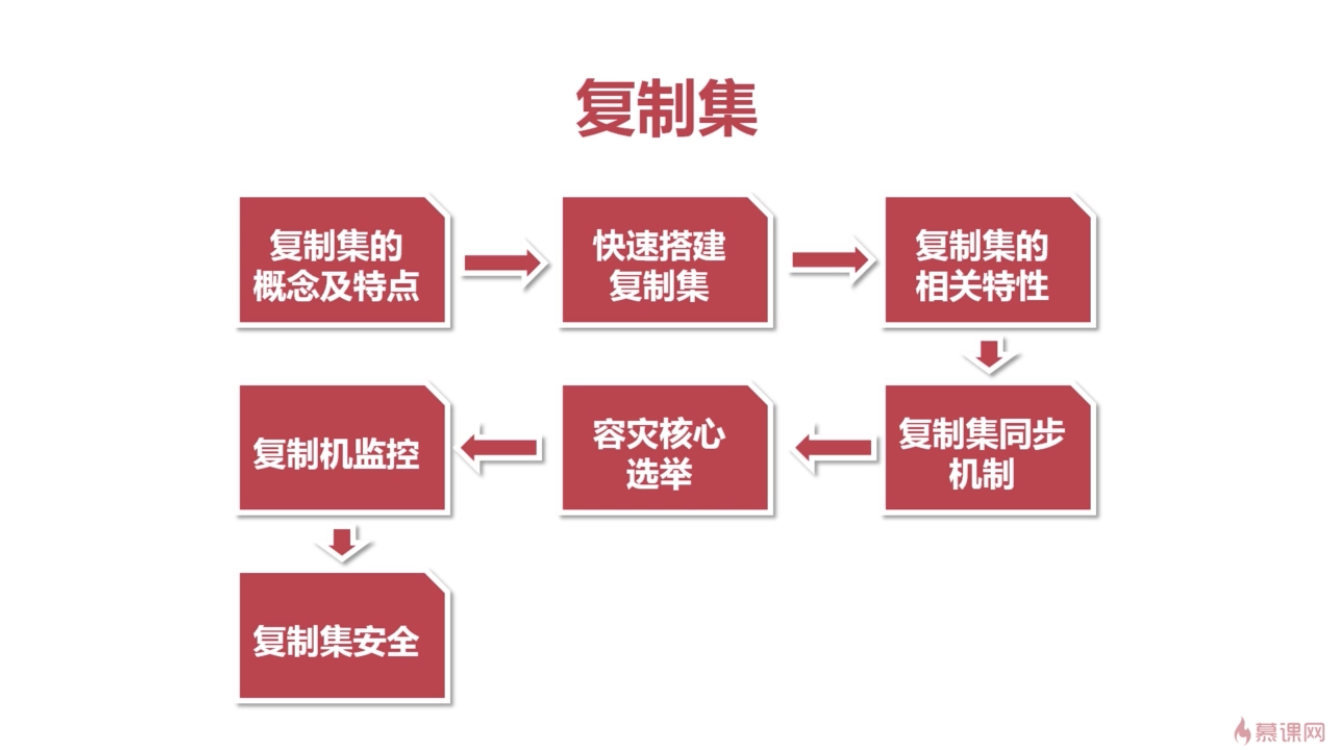 复制集
复制集的
概念及特点
快速搭建
复制集
复制集的
相关特性
复制集同步
机制
容灾核心
选举
复制机监控
复制集安全
慕课网